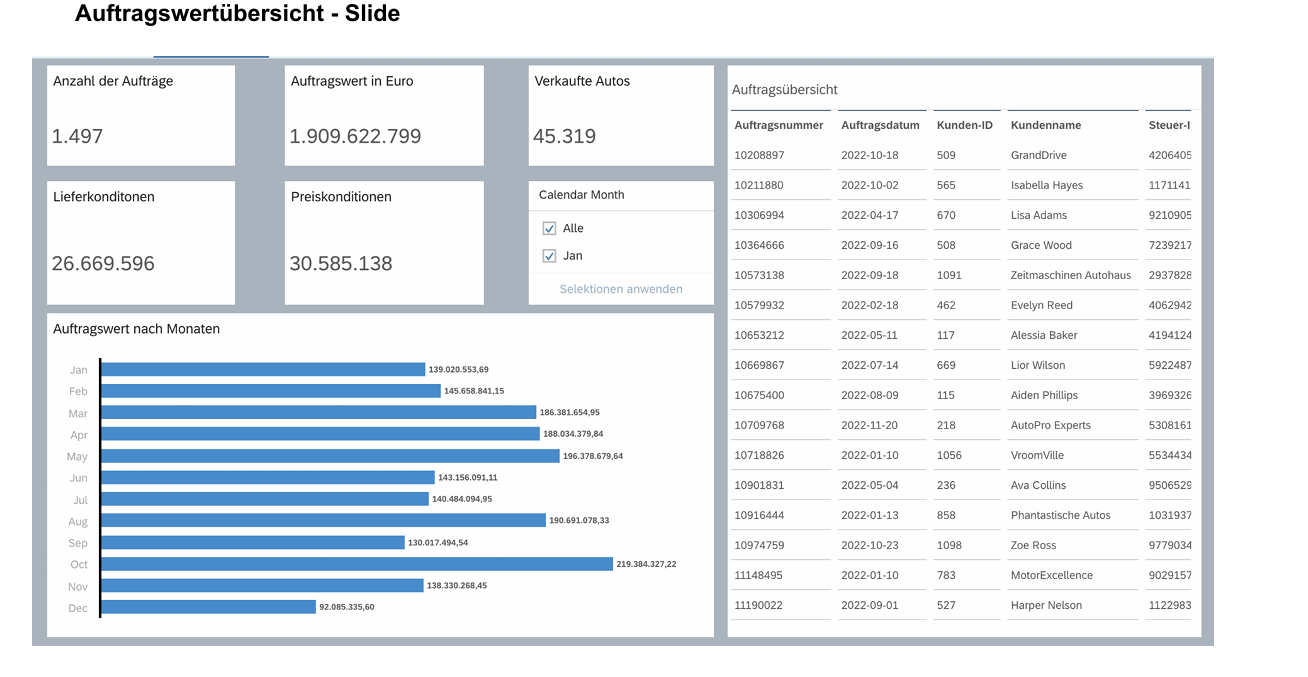 Auftragswertübersicht - Slide
Anzahl der Aufträge
1.497
Auftragswert in Euro
1.909.622.799
Verkaufte Autos
45.319
Lieferkonditonen
26.669.596
Preiskonditionen
30.585.138
Calendar Month
Alle
Jan
Selektionen anwenden
Auftragswert nach Monaten
Jan 139.020.553,69
Feb 145.658.841,15
Mar 186.381.654,95
Apr 188.034.379,84
May 196.378.679,64
Jun 143.156.091,11
Jul 140.484.094,95
Aug 190.691.078,33
Sep 130.017.494,54
Oct 219.384.327,22
Nov 138.330.268,45
Dec 92.085.335,60
Auftragsübersicht
Auftragsnummer Auftragsdatum Kunden-ID Kundenname Steuer-I
10208897 2022-10-18 509 GrandDrive 4206405
10211880 2022-10-02 565 Isabella Hayes 1171141
10306994 2022-04-17 670 Lisa Adams 9210905
10364666 2022-09-16 508 Grace Wood 7239217
10573138 2022-09-18 1091 Zeitmaschinen Autohaus 2937828
10579932 2022-02-18 462 Evelyn Reed 4062942
10653212 2022-05-11 117 Alessia Baker 4194124
10669867 2022-07-14 669 Lior Wilson 5922487
10675400 2022-08-09 115 Aiden Phillips 3969326
10709768 2022-11-20 218 AutoPro Experts 5308161
10718826 2022-01-10 1056 VroomVille 5534434
10901831 2022-05-04 236 Ava Collins 9506529
10916444 2022-01-13 858 Phantastische Autos 1031937
10974759 2022-10-23 1098 Zoe Ross 9779034
11148495 2022-01-10 783 MotorExcellence 9029157
11190022 2022-09-01 527 Harper Nelson 1122983